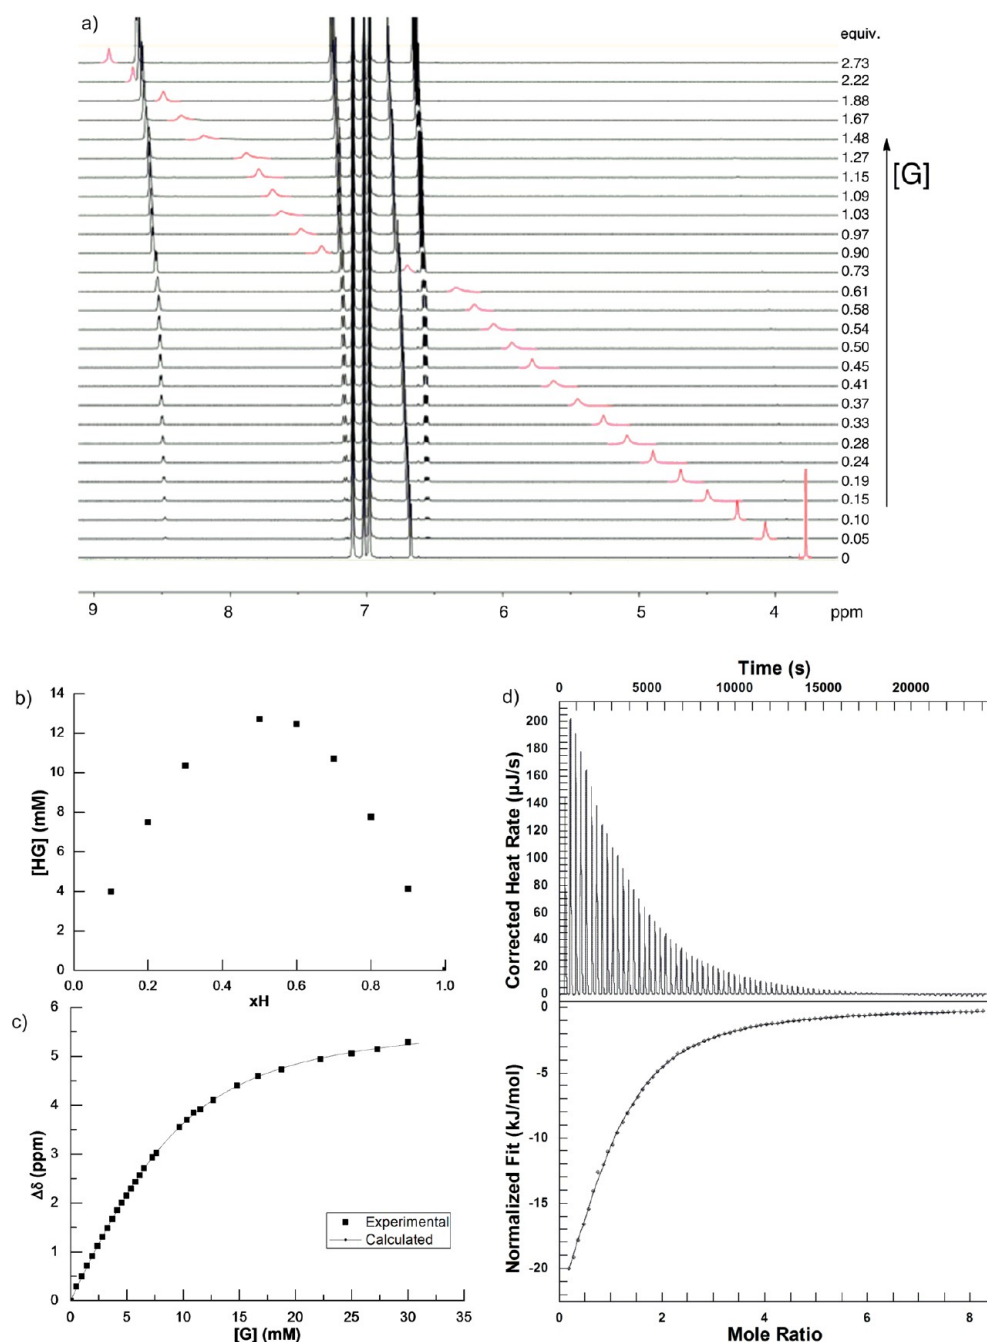 a)
equiv.
2.73
2.22
1.88
1.67
1.48
1.27
1.15
1.09
1.03
0.97
0.90
0.73
0.61
0.58
0.54
0.50
0.45
0.41
0.37
0.33
0.28
0.24
0.19
0.15
0.10
0.05
0
[G]
9 8 7 6 5 4 ppm
b)
14
12
10
8
6
4
2
0
[HG] (mM)
0.0 0.2 0.4 0.6 0.8 1.0
xH
c)
6
5
4
3
2
1
0
Δδ (ppm)
Experimental
Calculated
0 5 10 15 20 25 30 35
[G] (mM)
d)
Time (s)
0 5000 10000 15000 20000
200
180
160
140
120
100
80
60
40
20
0
Corrected Heat Rate (µJ/s)
0
-5
-10
-15
-20
Normalized Fit (kJ/mol)
0 2 4 6 8
Mole Ratio